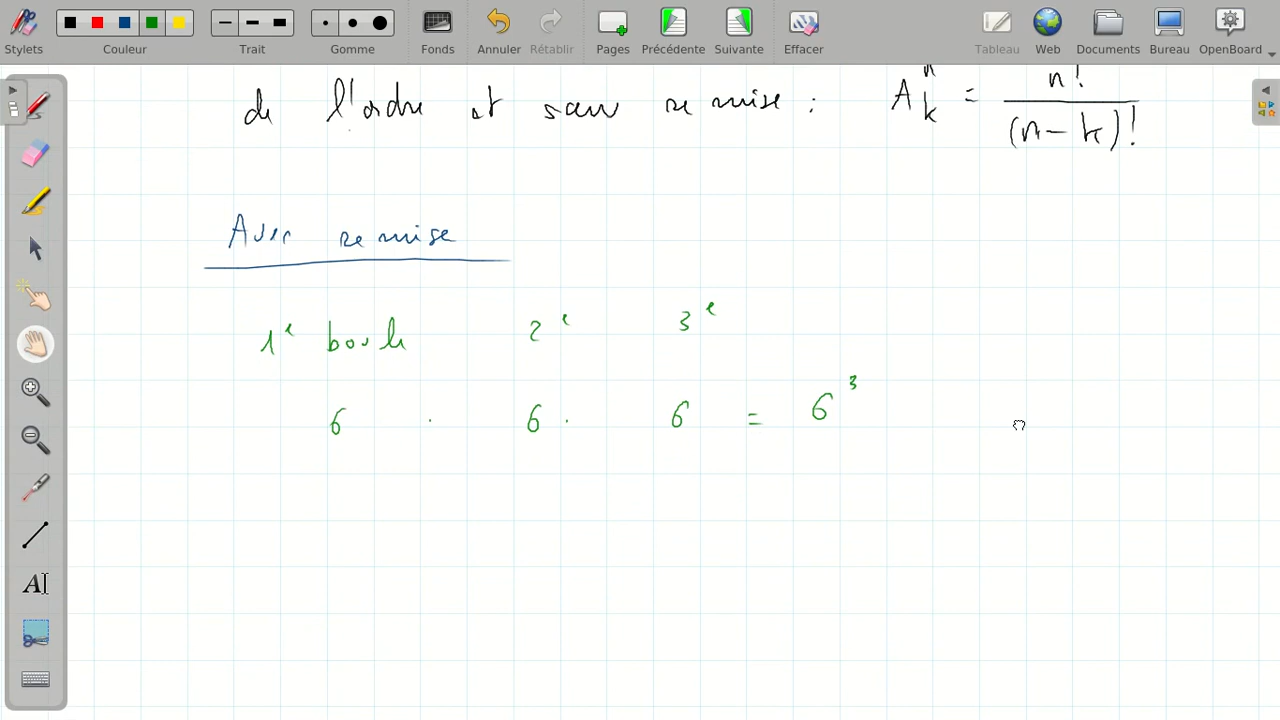 Stylets Couleur Trait Gomme Fonds Annuler Rétablir Pages Précédente Suivante Effacer Tableau Web Documents Bureau OpenBoard
de l'ordre et sans remise : A^n_k = n! / (n-k)!
Avec remise
1e boule 2e 3e
6 . 6 . 6 = 6^3